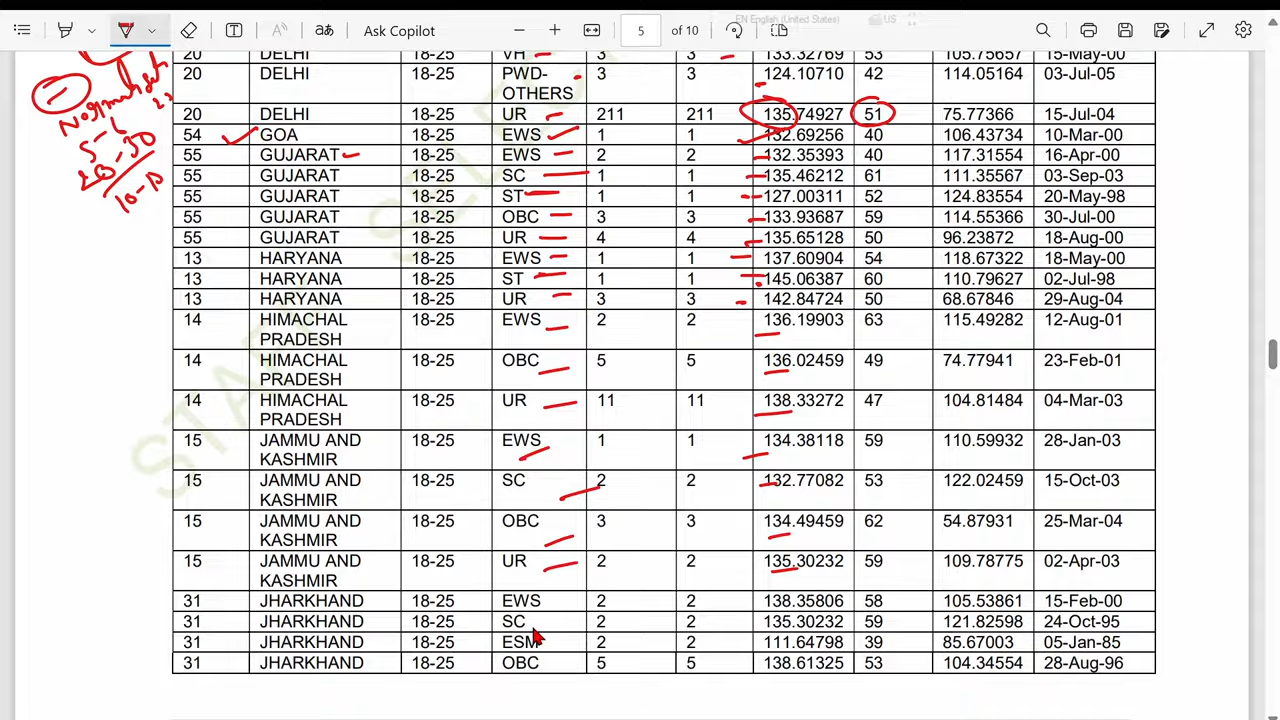 EN English (United States) US
Ask Copilot 5 of 10
20 DELHI 18-25 VH 3 3 133.32769 53 105.75657 15-May-00
20 DELHI 18-25 PWD- 3 3 124.10710 42 114.05164 03-Jul-05
OTHERS
20 DELHI 18-25 UR 211 211 135.74927 51 75.77366 15-Jul-04
54 GOA 18-25 EWS 1 1 132.69256 40 106.43734 10-Mar-00
55 GUJARAT 18-25 EWS 2 2 132.35393 40 117.31554 16-Apr-00
55 GUJARAT 18-25 SC 1 1 135.46212 61 111.35567 03-Sep-03
55 GUJARAT 18-25 ST 1 1 127.00311 52 124.83554 20-May-98
55 GUJARAT 18-25 OBC 3 3 133.93687 59 114.55366 30-Jul-00
55 GUJARAT 18-25 UR 4 4 135.65128 50 96.23872 18-Aug-00
13 HARYANA 18-25 EWS 1 1 137.60904 54 118.67322 18-May-00
13 HARYANA 18-25 ST 1 1 145.06387 60 110.79627 02-Jul-98
13 HARYANA 18-25 UR 3 3 142.84724 50 68.67846 29-Aug-04
14 HIMACHAL 18-25 EWS 2 2 136.19903 63 115.49282 12-Aug-01
PRADESH
14 HIMACHAL 18-25 OBC 5 5 136.02459 49 74.77941 23-Feb-01
PRADESH
14 HIMACHAL 18-25 UR 11 11 138.33272 47 104.81484 04-Mar-03
PRADESH
15 JAMMU AND 18-25 EWS 1 1 134.38118 59 110.59932 28-Jan-03
KASHMIR
15 JAMMU AND 18-25 SC 2 2 132.77082 53 122.02459 15-Oct-03
KASHMIR
15 JAMMU AND 18-25 OBC 3 3 134.49459 62 54.87931 25-Mar-04
KASHMIR
15 JAMMU AND 18-25 UR 2 2 135.30232 59 109.78775 02-Apr-03
KASHMIR
31 JHARKHAND 18-25 EWS 2 2 138.35806 58 105.53861 15-Feb-00
31 JHARKHAND 18-25 SC 2 2 135.30232 59 121.82598 24-Oct-95
31 JHARKHAND 18-25 ESM 2 2 111.64798 39 85.67003 05-Jan-85
31 JHARKHAND 18-25 OBC 5 5 138.61325 53 104.34554 28-Aug-96